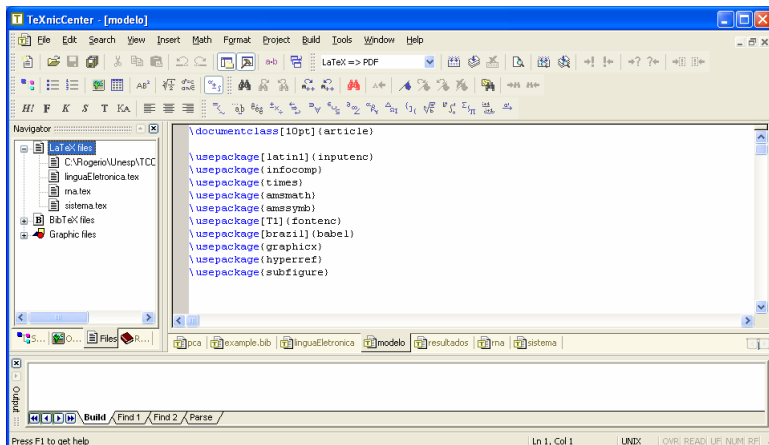 TeXnicCenter - [modelo]
File Edit Search View Insert Math Format Project Build Tools Window Help
LaTeX => PDF
Navigator
LaTeX files
C:\Rogerio\Unesp\TCC
linguaEletronica.tex
rna.tex
sistema.tex
BibTeX files
Graphic files
S... O... Files R...
\documentclass[10pt]{article}
\usepackage[latin1]{inputenc}
\usepackage{infocomp}
\usepackage{times}
\usepackage{amsmath}
\usepackage{amssymb}
\usepackage[T1]{fontenc}
\usepackage[brazil]{babel}
\usepackage{graphicx}
\usepackage{hyperref}
\usepackage{subfigure}
pca example.bib linguaEletronica modelo resultados rna sistema
Output
Build Find 1 Find 2 Parse
Press F1 to get help Ln 1, Col 1 UNIX OVR READ UF NUM RF